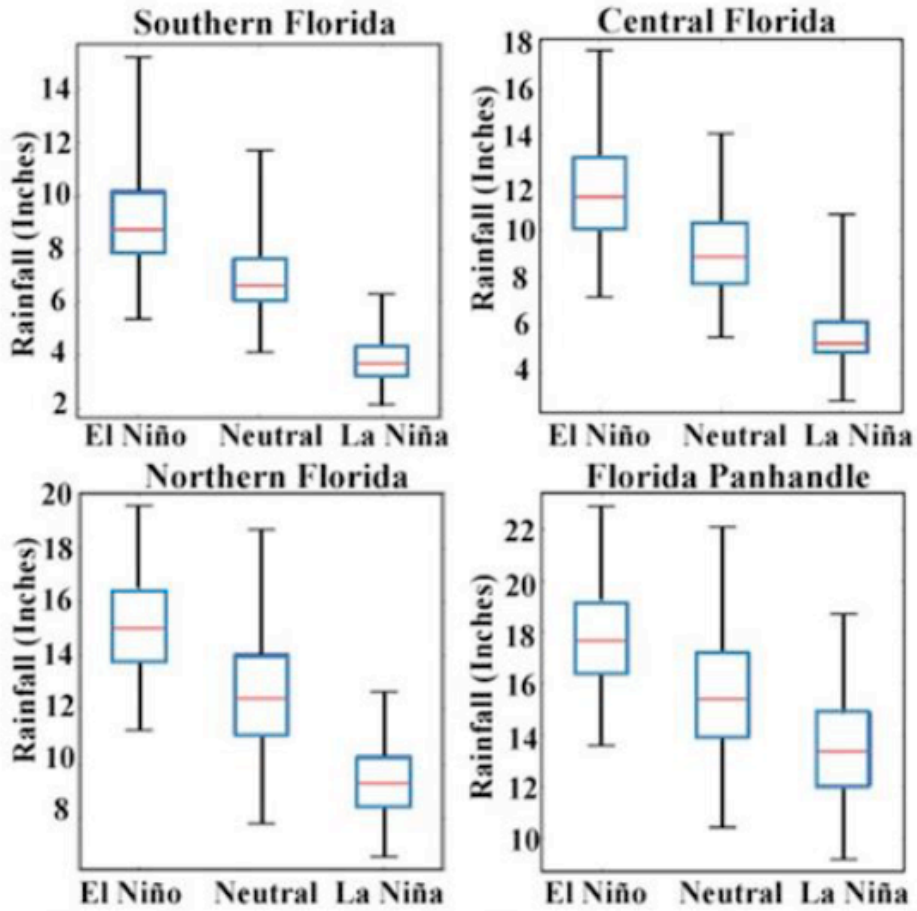 Southern Florida
Rainfall (Inches)
14
12
10
8
6
4
2
El Niño Neutral La Niña
Central Florida
Rainfall (Inches)
18
16
14
12
10
8
6
4
El Niño Neutral La Niña
Northern Florida
Rainfall (Inches)
20
18
16
14
12
10
8
El Niño Neutral La Niña
Florida Panhandle
Rainfall (Inches)
22
20
18
16
14
12
10
El Niño Neutral La Niña